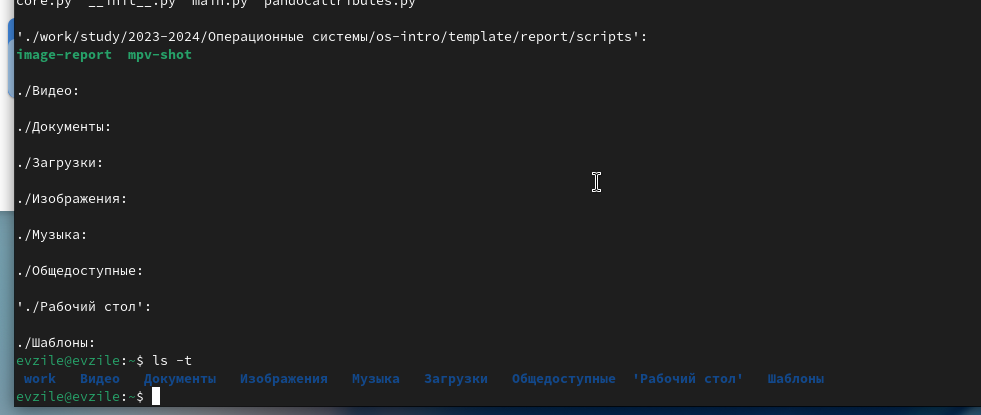 core.py  __init__.py  main.py  pandocattributes.py
'./work/study/2023-2024/Операционные системы/os-intro/template/report/scripts':
image-report  mpv-shot
./Видео:
./Документы:
./Загрузки:
./Изображения:
./Музыка:
./Общедоступные:
'./Рабочий стол':
./Шаблоны:
evzile@evzile:~$ ls -t
work   Видео   Документы   Изображения   Музыка   Загрузки   Общедоступные  'Рабочий стол'   Шаблоны
evzile@evzile:~$